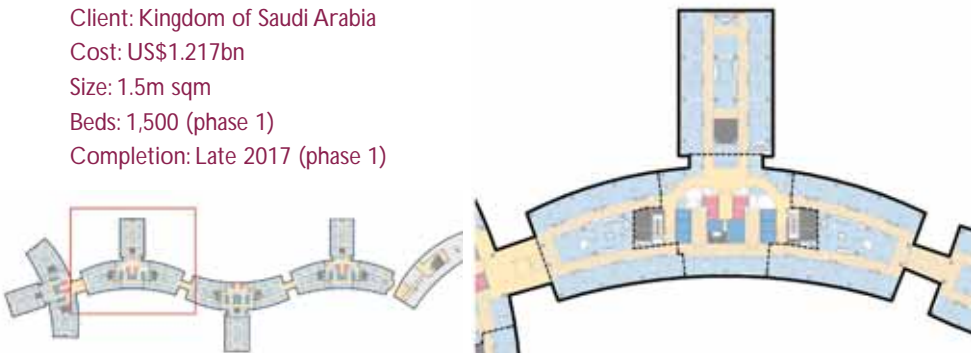 Client: Kingdom of Saudi Arabia
Cost: US$1.217bn
Size: 1.5m sqm
Beds: 1,500 (phase 1)
Completion: Late 2017 (phase 1)